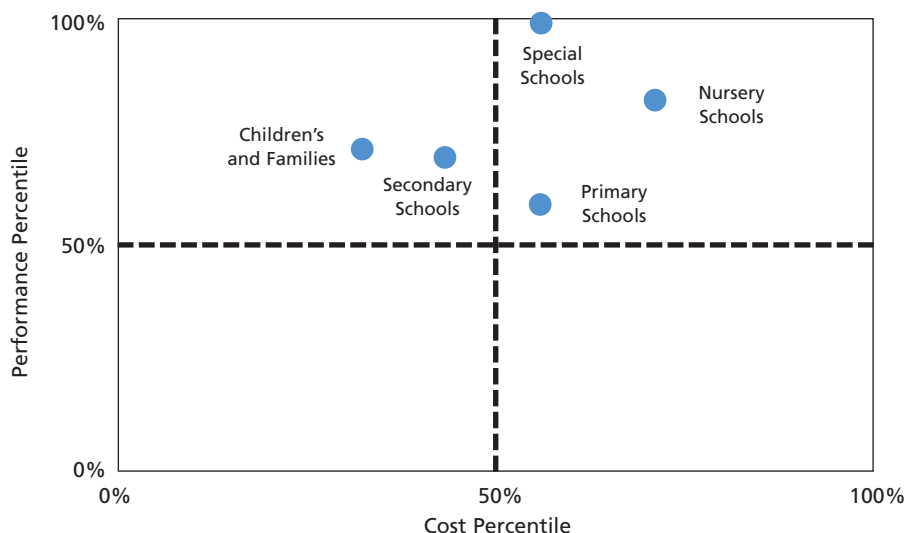 100%
Special
Schools
Nursery
Schools
Children's
and Families
Secondary
Schools
Primary
Schools
50%
0%
0%
50%
100%
Performance Percentile
Cost Percentile